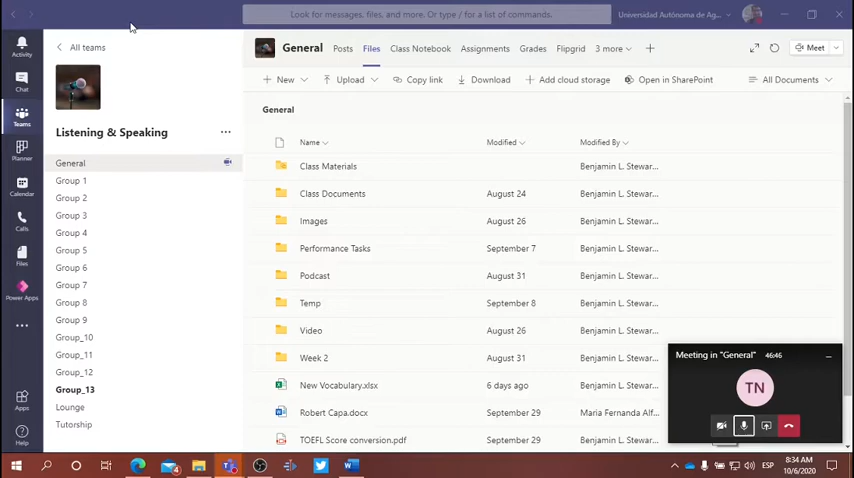 Look for messages, files, and more. Or type / for a list of commands.
Universidad Autónoma de Ag...
Activity
Chat
Teams
Planner
Calendar
Calls
Files
Power Apps
Apps
Help
All teams
Listening & Speaking
General
Group 1
Group 2
Group 3
Group 4
Group 5
Group 6
Group 7
Group 8
Group 9
Group_10
Group_11
Group_12
Group_13
Lounge
Tutorship
General Posts Files Class Notebook Assignments Grades Flipgrid 3 more Meet
New Upload Copy link Download Add cloud storage Open in SharePoint All Documents
General
Name Modified Modified By
Class Materials Benjamin L. Stewar...
Class Documents August 24 Benjamin L. Stewar...
Images August 26 Benjamin L. Stewar...
Performance Tasks September 7 Benjamin L. Stewar...
Podcast August 31 Benjamin L. Stewar...
Temp September 8 Benjamin L. Stewar...
Video August 26 Benjamin L. Stewar...
Week 2 August 31 Benjamin L. Stewar...
New Vocabulary.xlsx 6 days ago Benjamin L. Stewar...
Robert Capa.docx September 29 Maria Fernanda Alf...
TOEFL Score conversion.pdf September 29 Benjamin L. Stewar...
Meeting in "General" 46:46
TN
4
ESP
8:34 AM
10/6/2020